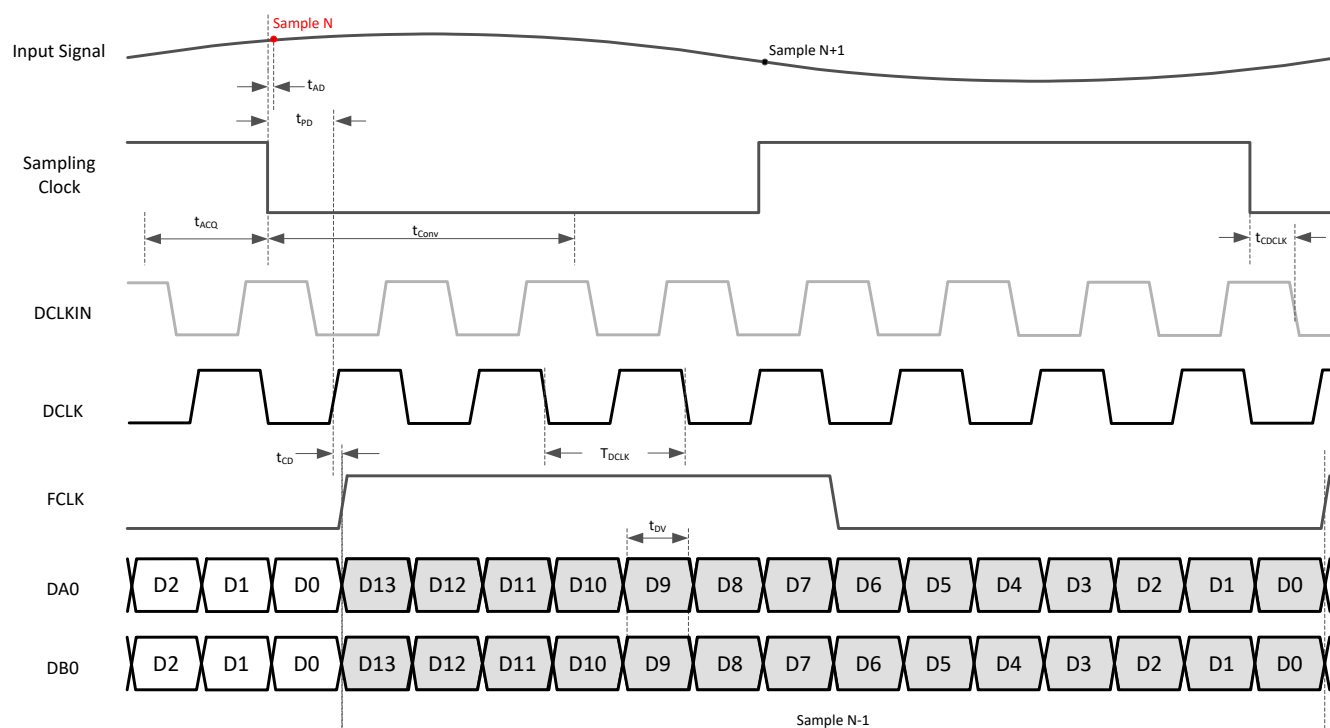 Sample N
Input Signal
Sample N+1
tAD
tPD
Sampling
Clock
tACQ
tConv
tCDCLK
DCLKIN
DCLK
tCD
TDCLK
FCLK
tDV
DA0
D2 D1 D0 D13 D12 D11 D10 D9 D8 D7 D6 D5 D4 D3 D2 D1 D0
DB0
D2 D1 D0 D13 D12 D11 D10 D9 D8 D7 D6 D5 D4 D3 D2 D1 D0
Sample N-1